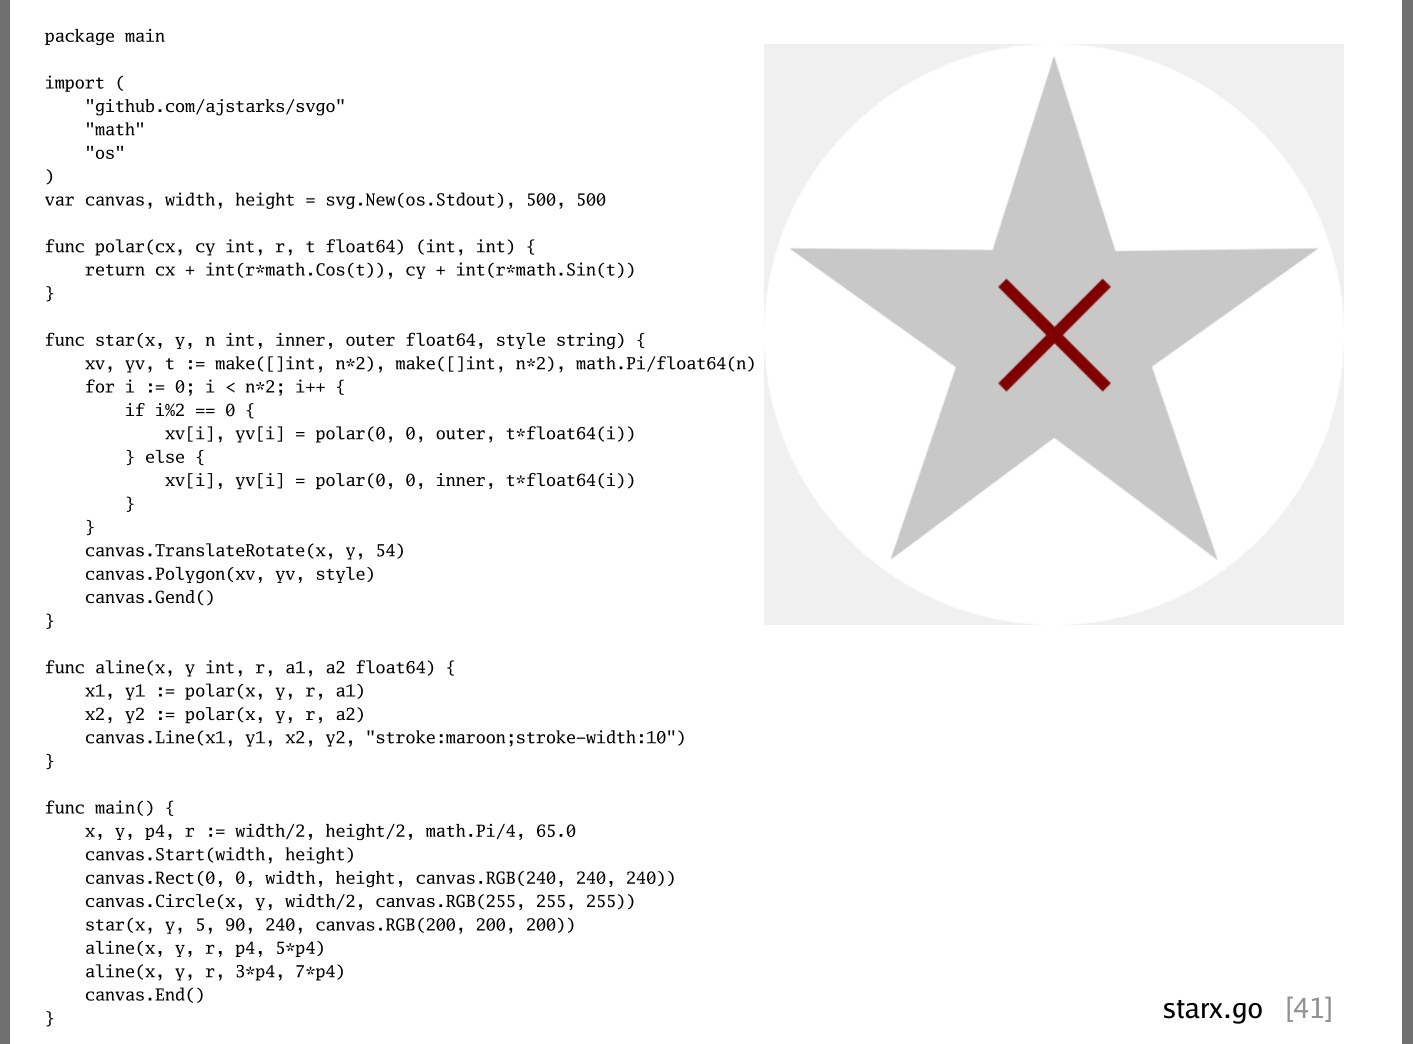 package main
import (
    "github.com/ajstarks/svgo"
    "math"
    "os"
)
var canvas, width, height = svg.New(os.Stdout), 500, 500
func polar(cx, cy int, r, t float64) (int, int) {
    return cx + int(r*math.Cos(t)), cy + int(r*math.Sin(t))
}
func star(x, y, n int, inner, outer float64, style string) {
    xv, yv, t := make([]int, n*2), make([]int, n*2), math.Pi/float64(n)
    for i := 0; i < n*2; i++ {
        if i%2 == 0 {
            xv[i], yv[i] = polar(0, 0, outer, t*float64(i))
        } else {
            xv[i], yv[i] = polar(0, 0, inner, t*float64(i))
        }
    }
    canvas.TranslateRotate(x, y, 54)
    canvas.Polygon(xv, yv, style)
    canvas.Gend()
}
func aline(x, y int, r, a1, a2 float64) {
    x1, y1 := polar(x, y, r, a1)
    x2, y2 := polar(x, y, r, a2)
    canvas.Line(x1, y1, x2, y2, "stroke:maroon;stroke-width:10")
}
func main() {
    x, y, p4, r := width/2, height/2, math.Pi/4, 65.0
    canvas.Start(width, height)
    canvas.Rect(0, 0, width, height, canvas.RGB(240, 240, 240))
    canvas.Circle(x, y, width/2, canvas.RGB(255, 255, 255))
    star(x, y, 5, 90, 240, canvas.RGB(200, 200, 200))
    aline(x, y, r, p4, 5*p4)
    aline(x, y, r, 3*p4, 7*p4)
    canvas.End()
}
starx.go [41]